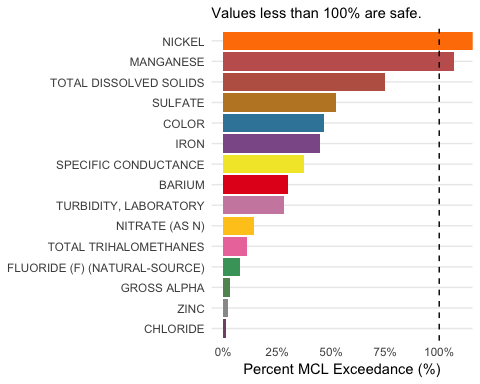 Values less than 100% are safe.
NICKEL
MANGANESE
TOTAL DISSOLVED SOLIDS
SULFATE
COLOR
IRON
SPECIFIC CONDUCTANCE
BARIUM
TURBIDITY, LABORATORY
NITRATE (AS N)
TOTAL TRIHALOMETHANES
FLUORIDE (F) (NATURAL-SOURCE)
GROSS ALPHA
ZINC
CHLORIDE
0% 25% 50% 75% 100%
Percent MCL Exceedance (%)